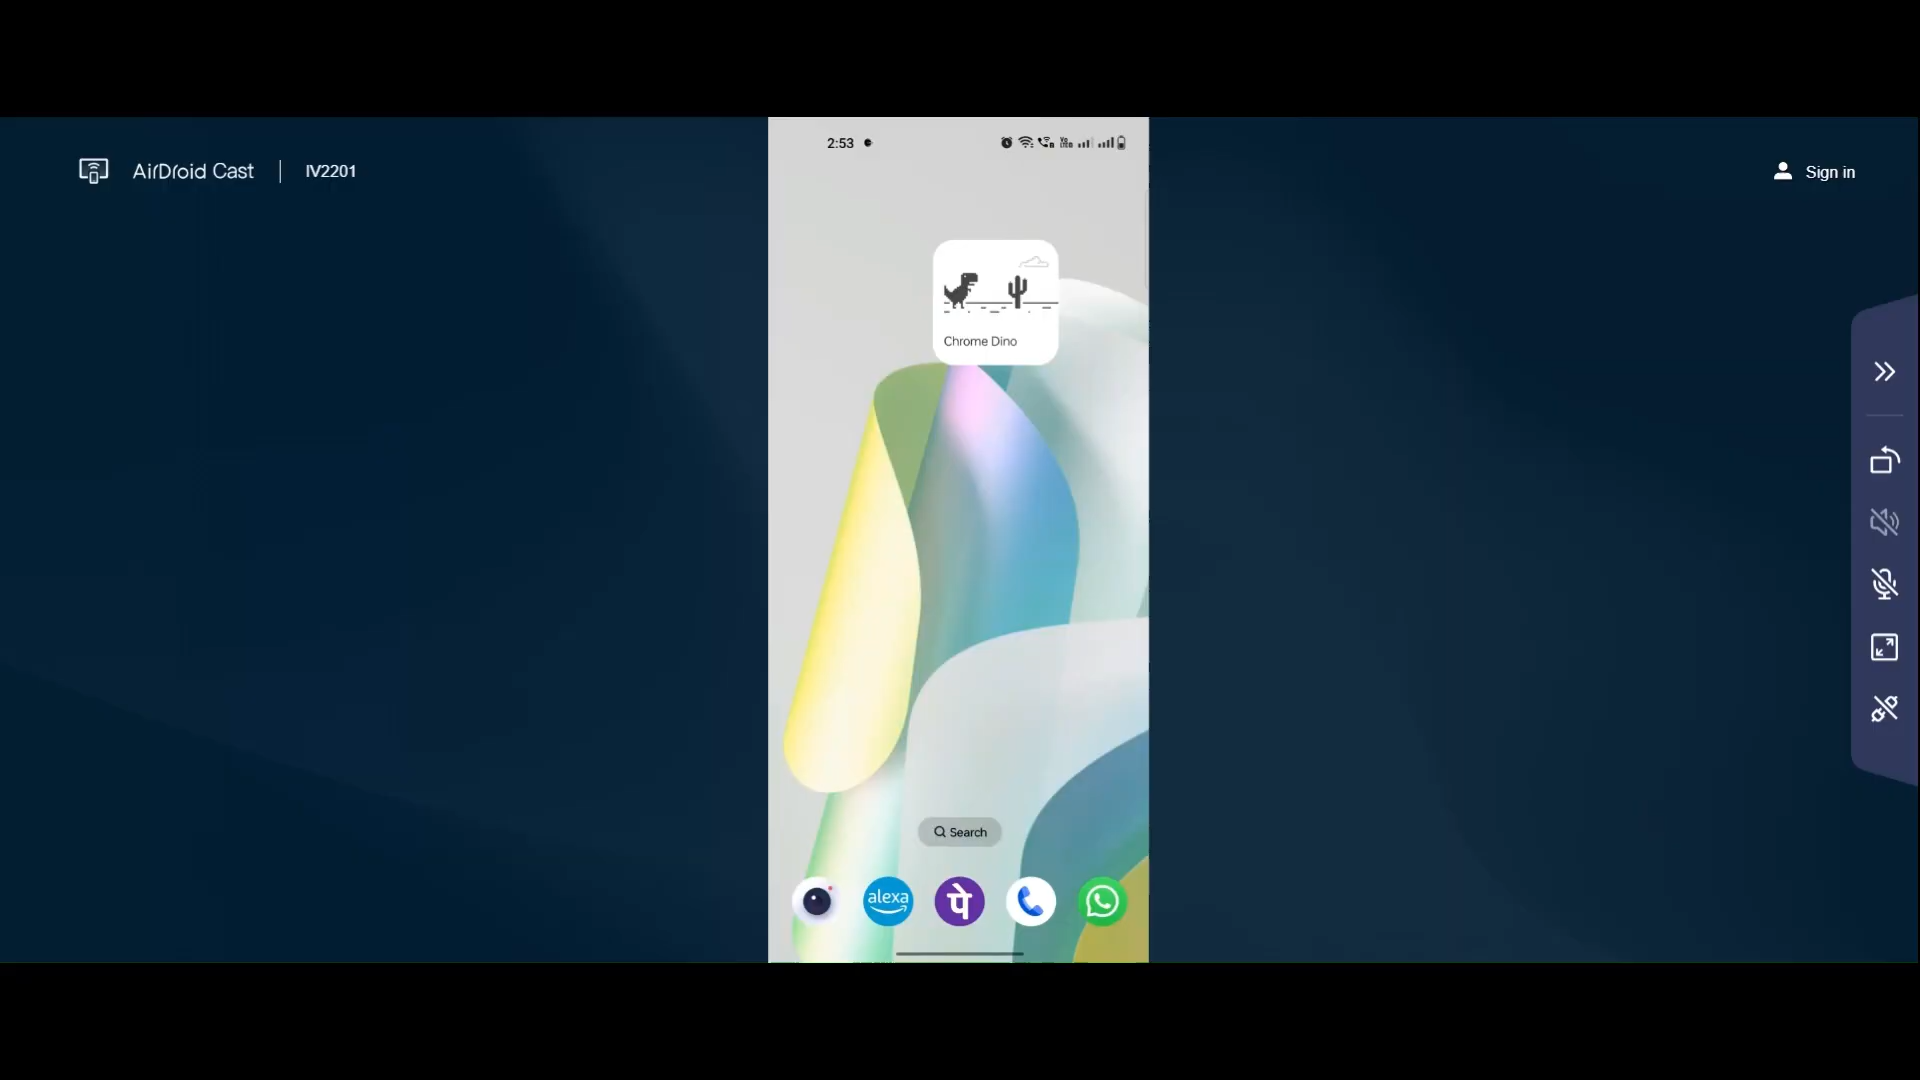 2:53
AirDroid Cast
IV2201
Sign in
Chrome Dino
Search
alexa
पे